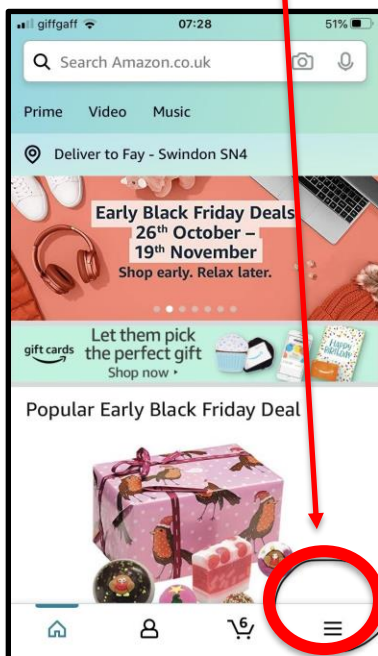 giffgaff 07:28 51%
Search Amazon.co.uk
Prime Video Music
Deliver to Fay - Swindon SN4
Early Black Friday Deals
26th October –
19th November
Shop early. Relax later.
gift cards
Let them pick
the perfect gift
Shop now
HAPPY BIRTHDAY
Popular Early Black Friday Deal
6